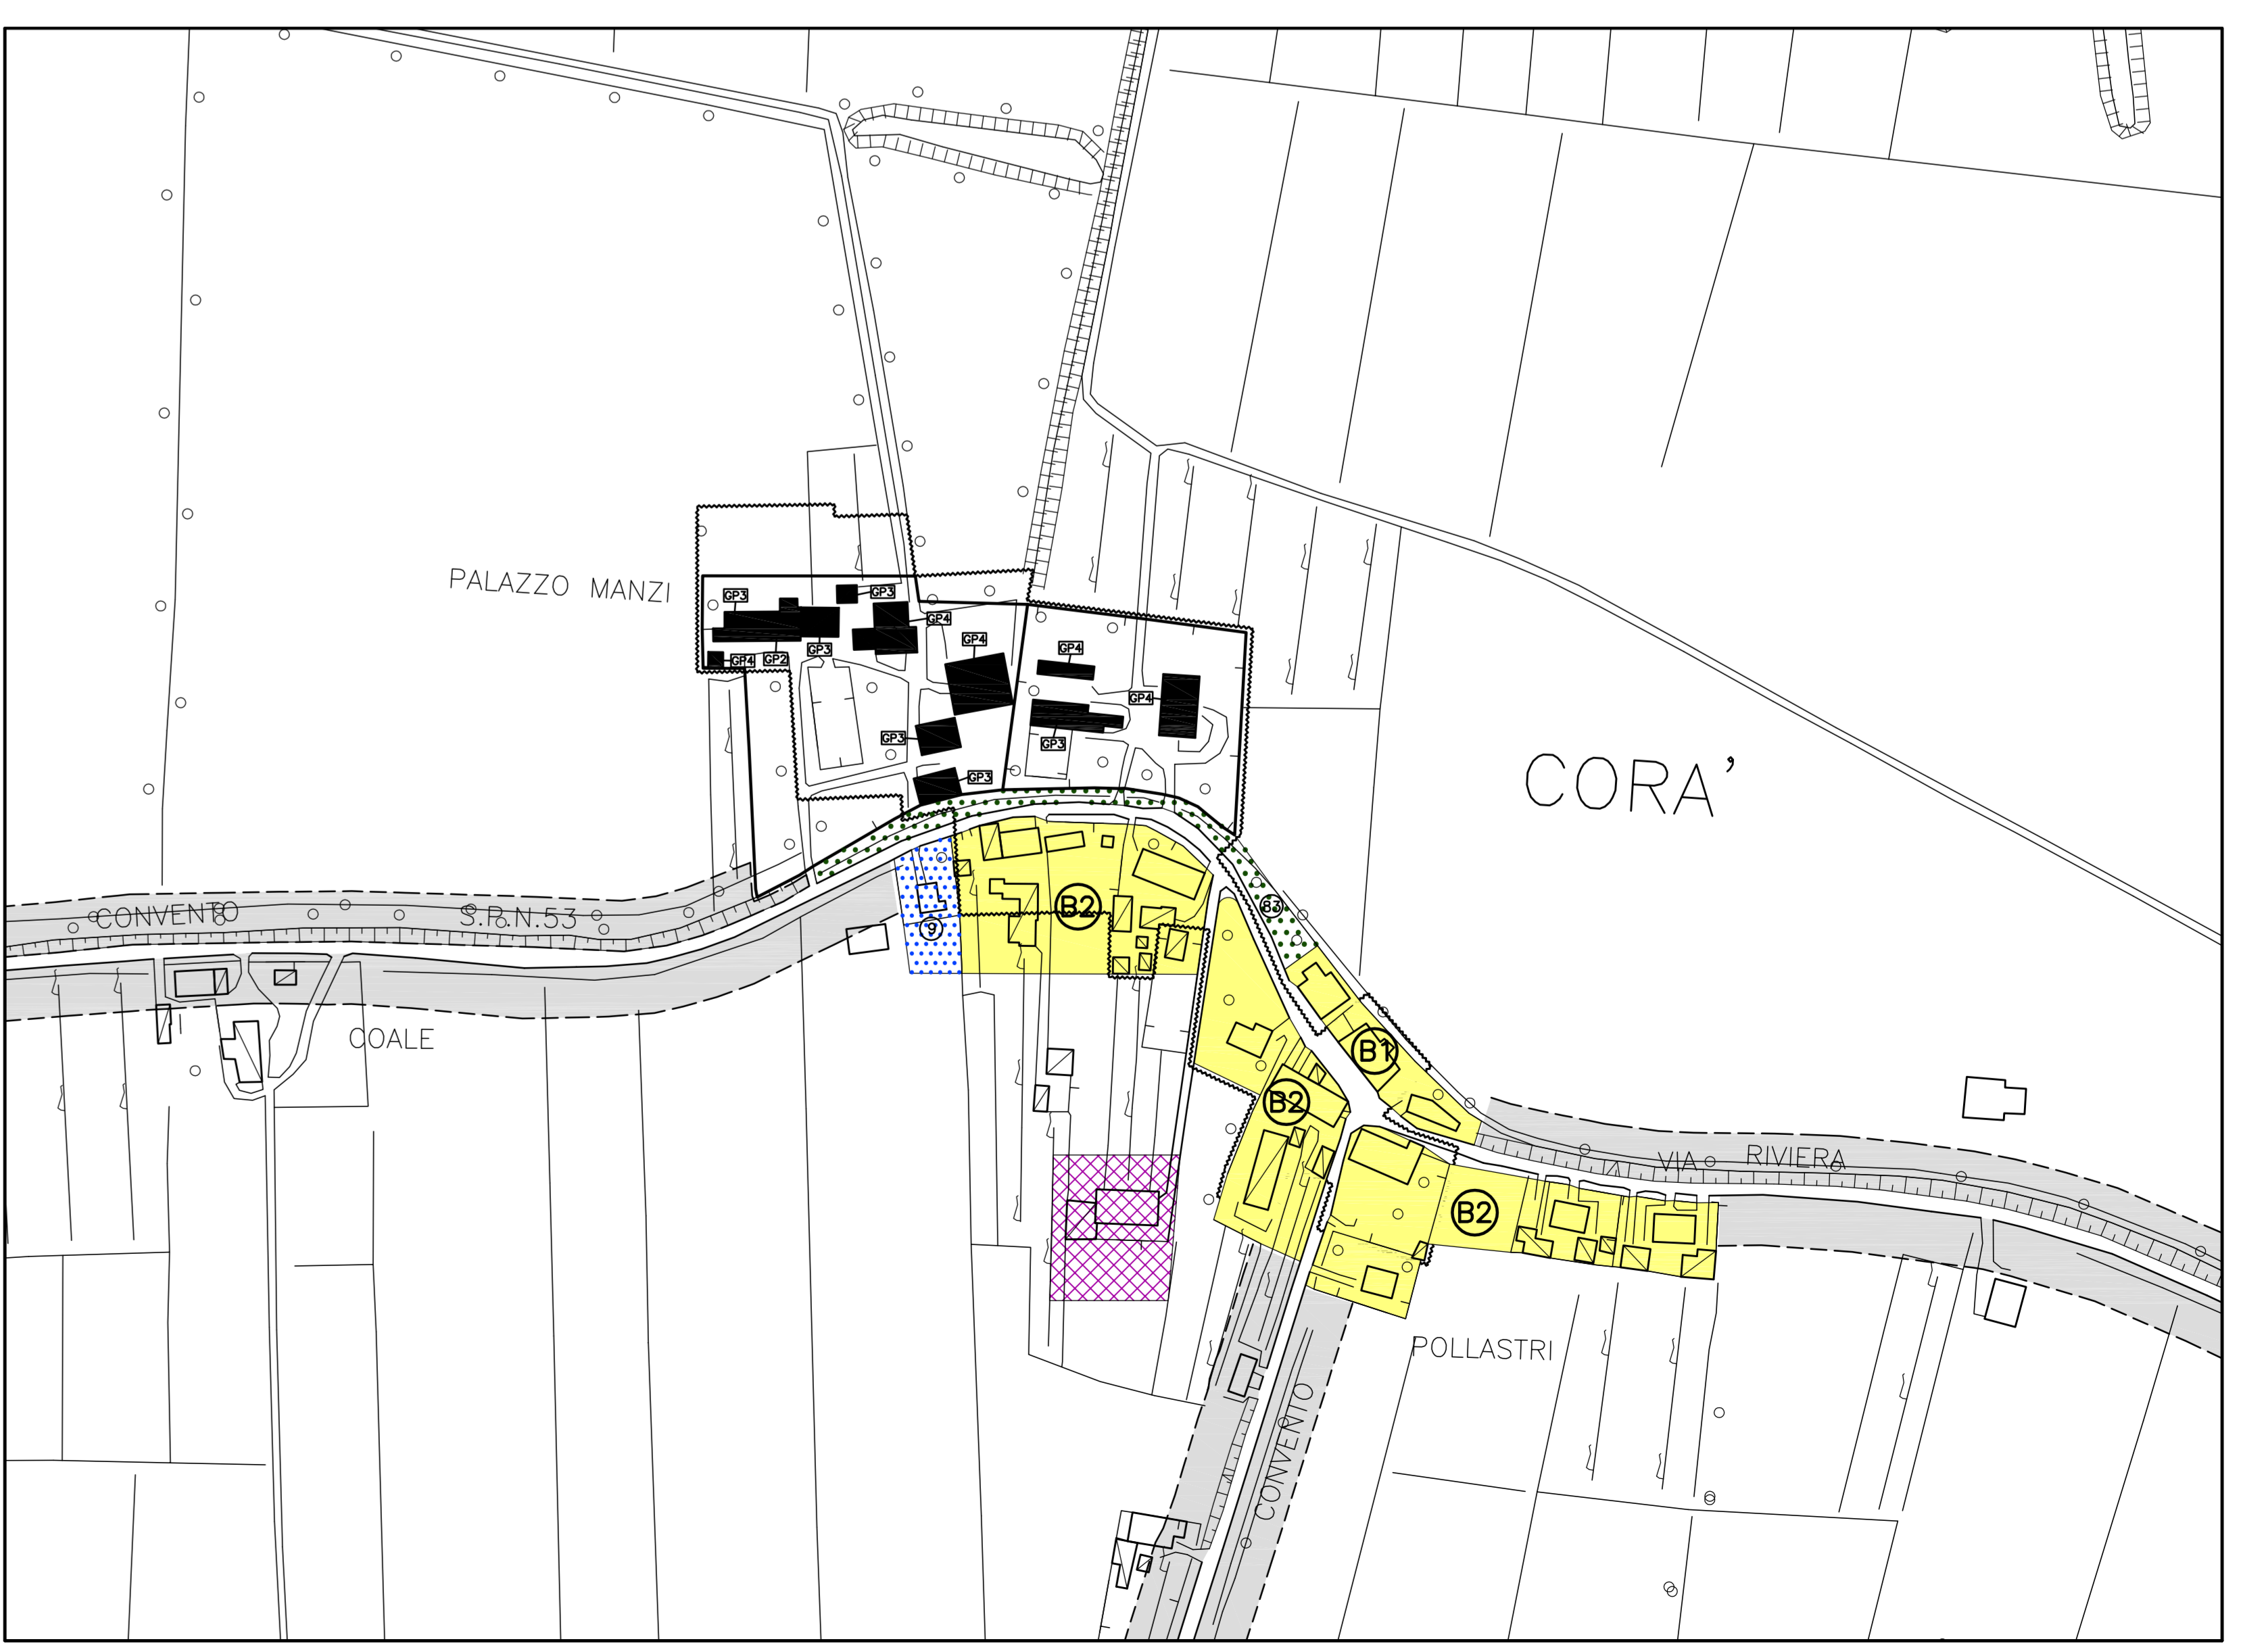 PALAZZO MANZI
GP3
GP3
GP4
GP4
GP2
GP3
GP4
GP4
GP4
GP3
GP3
GP3
CORA'
CONVENTO
S.P.N.53
9
B2
83
COALE
B1
B2
VIA RIVIERA
B2
POLLASTRI
CONVENTO